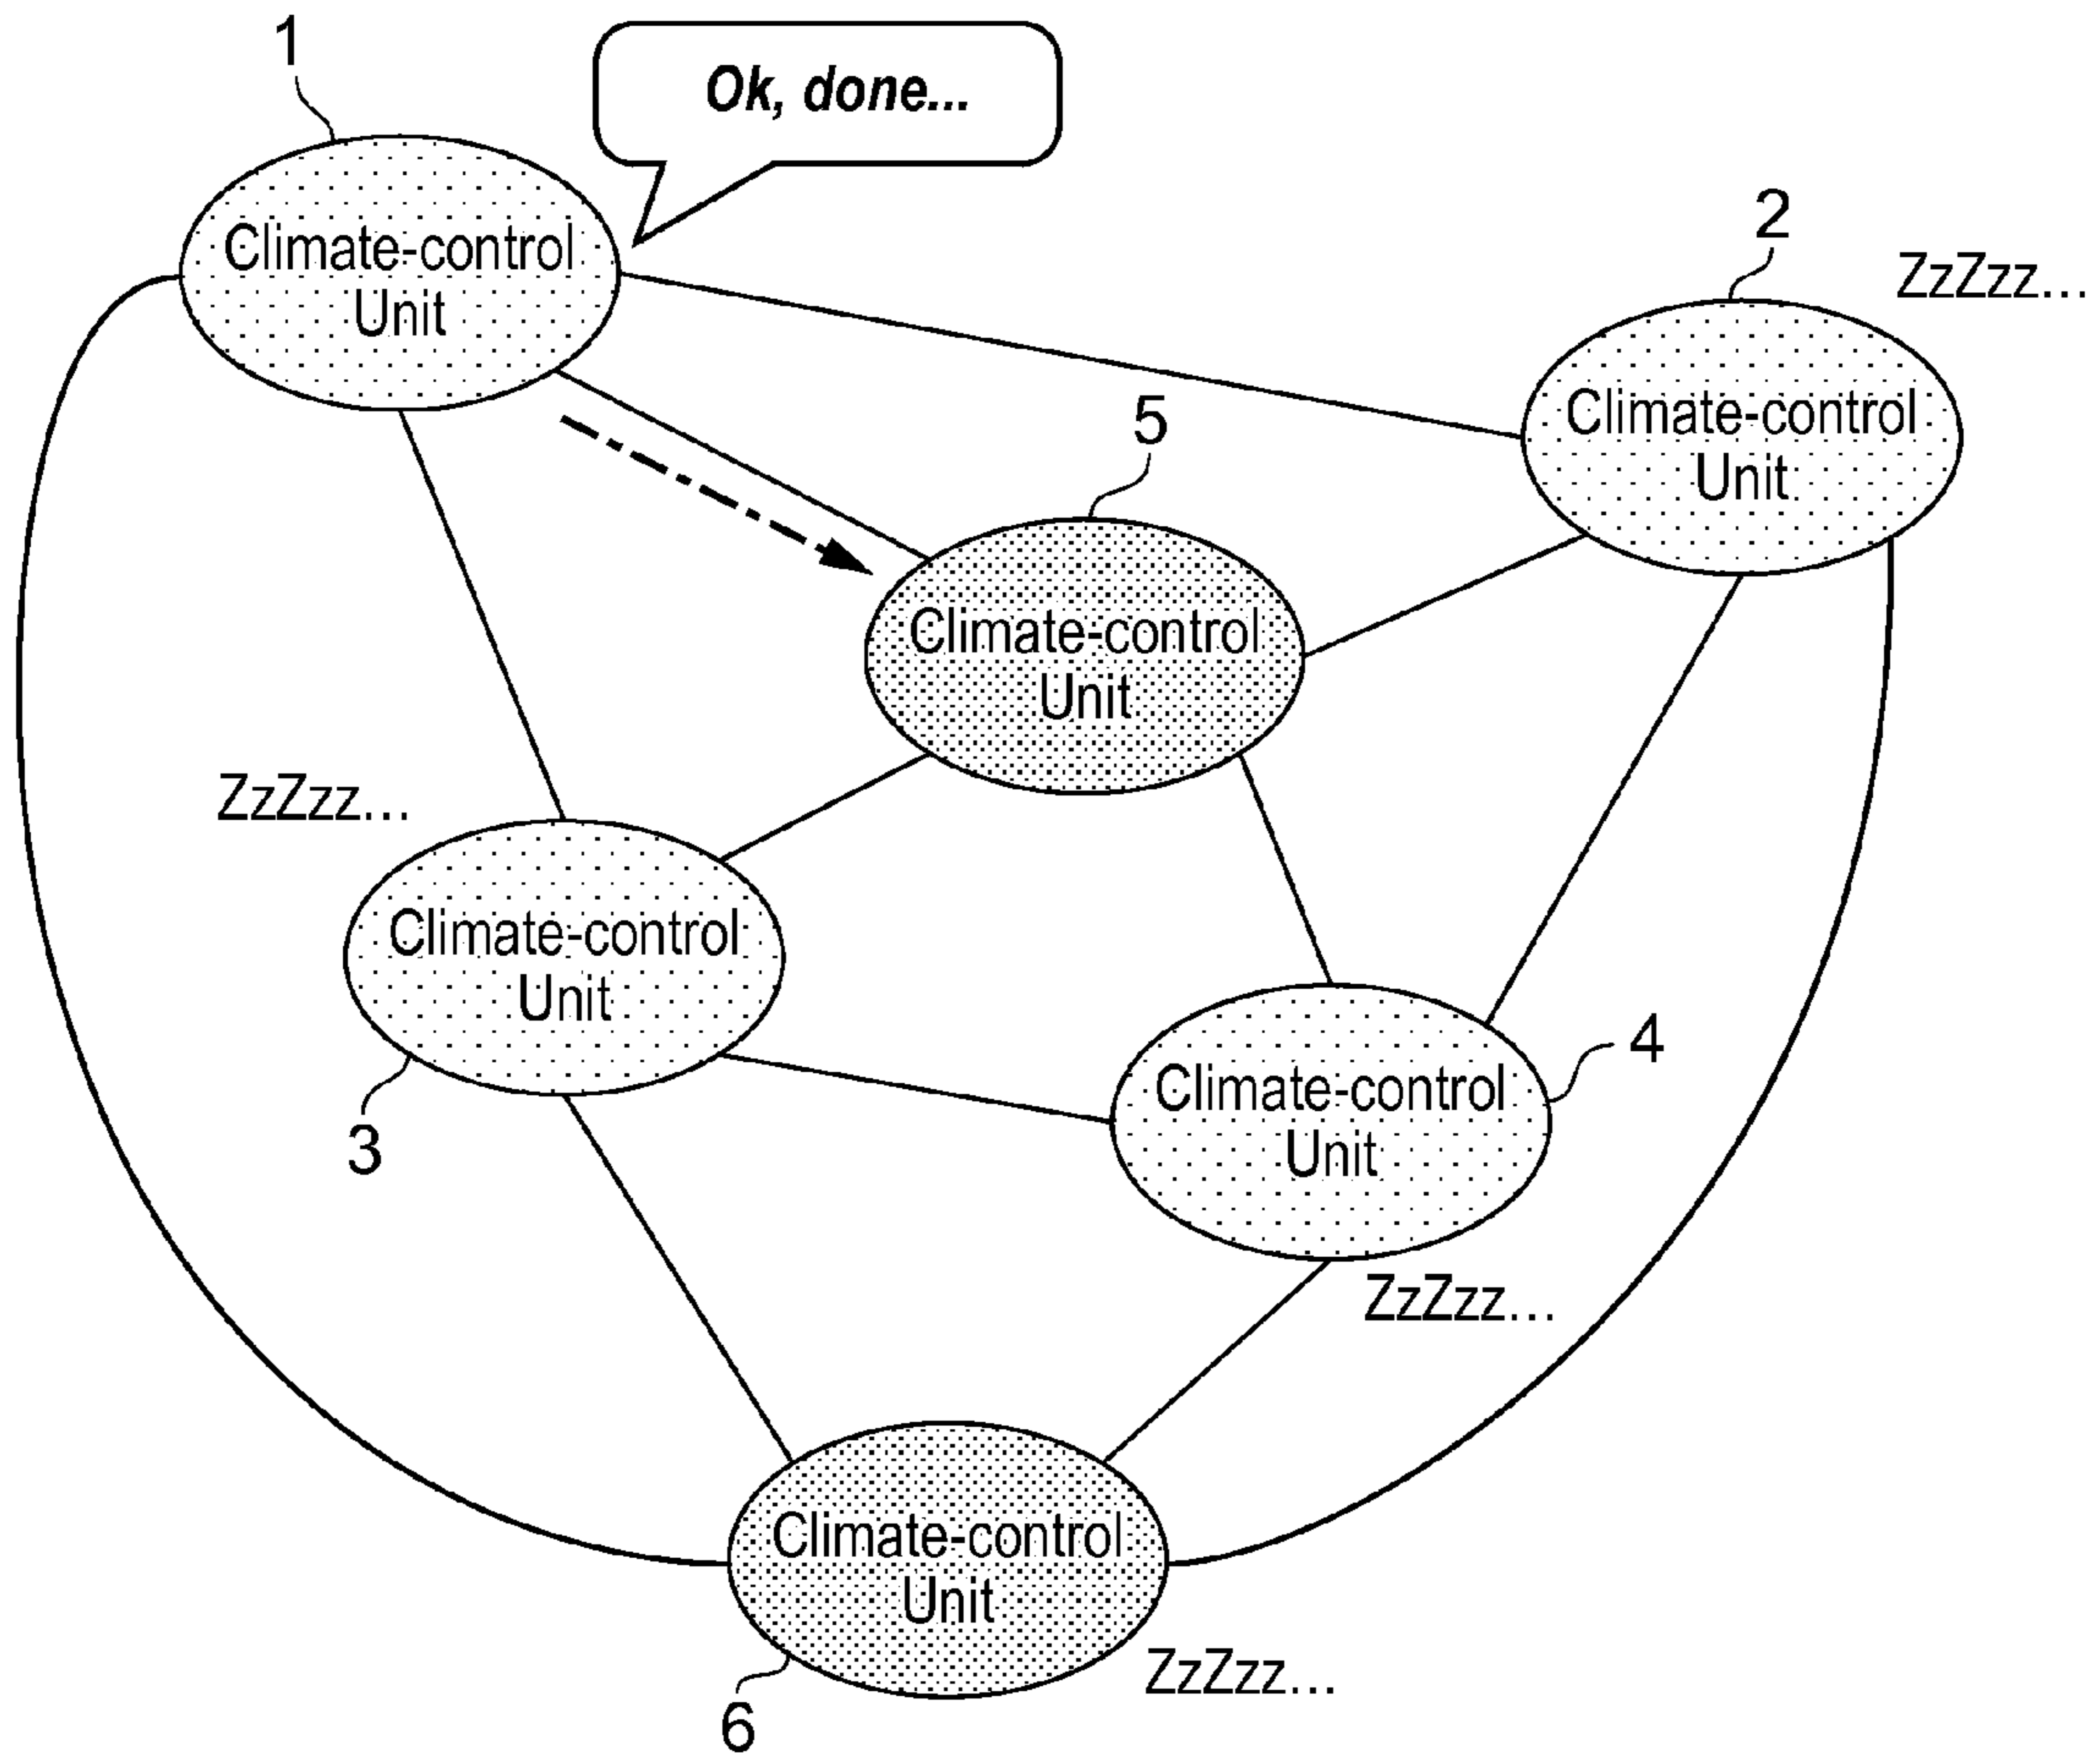 1
Ok, done...
Climate-control
Unit
2
ZzZzz...
Climate-control
Unit
5
Climate-control
Unit
ZzZzz...
Climate-control
Unit
3
4
Climate-control
Unit
ZzZzz...
Climate-control
Unit
ZzZzz...
6